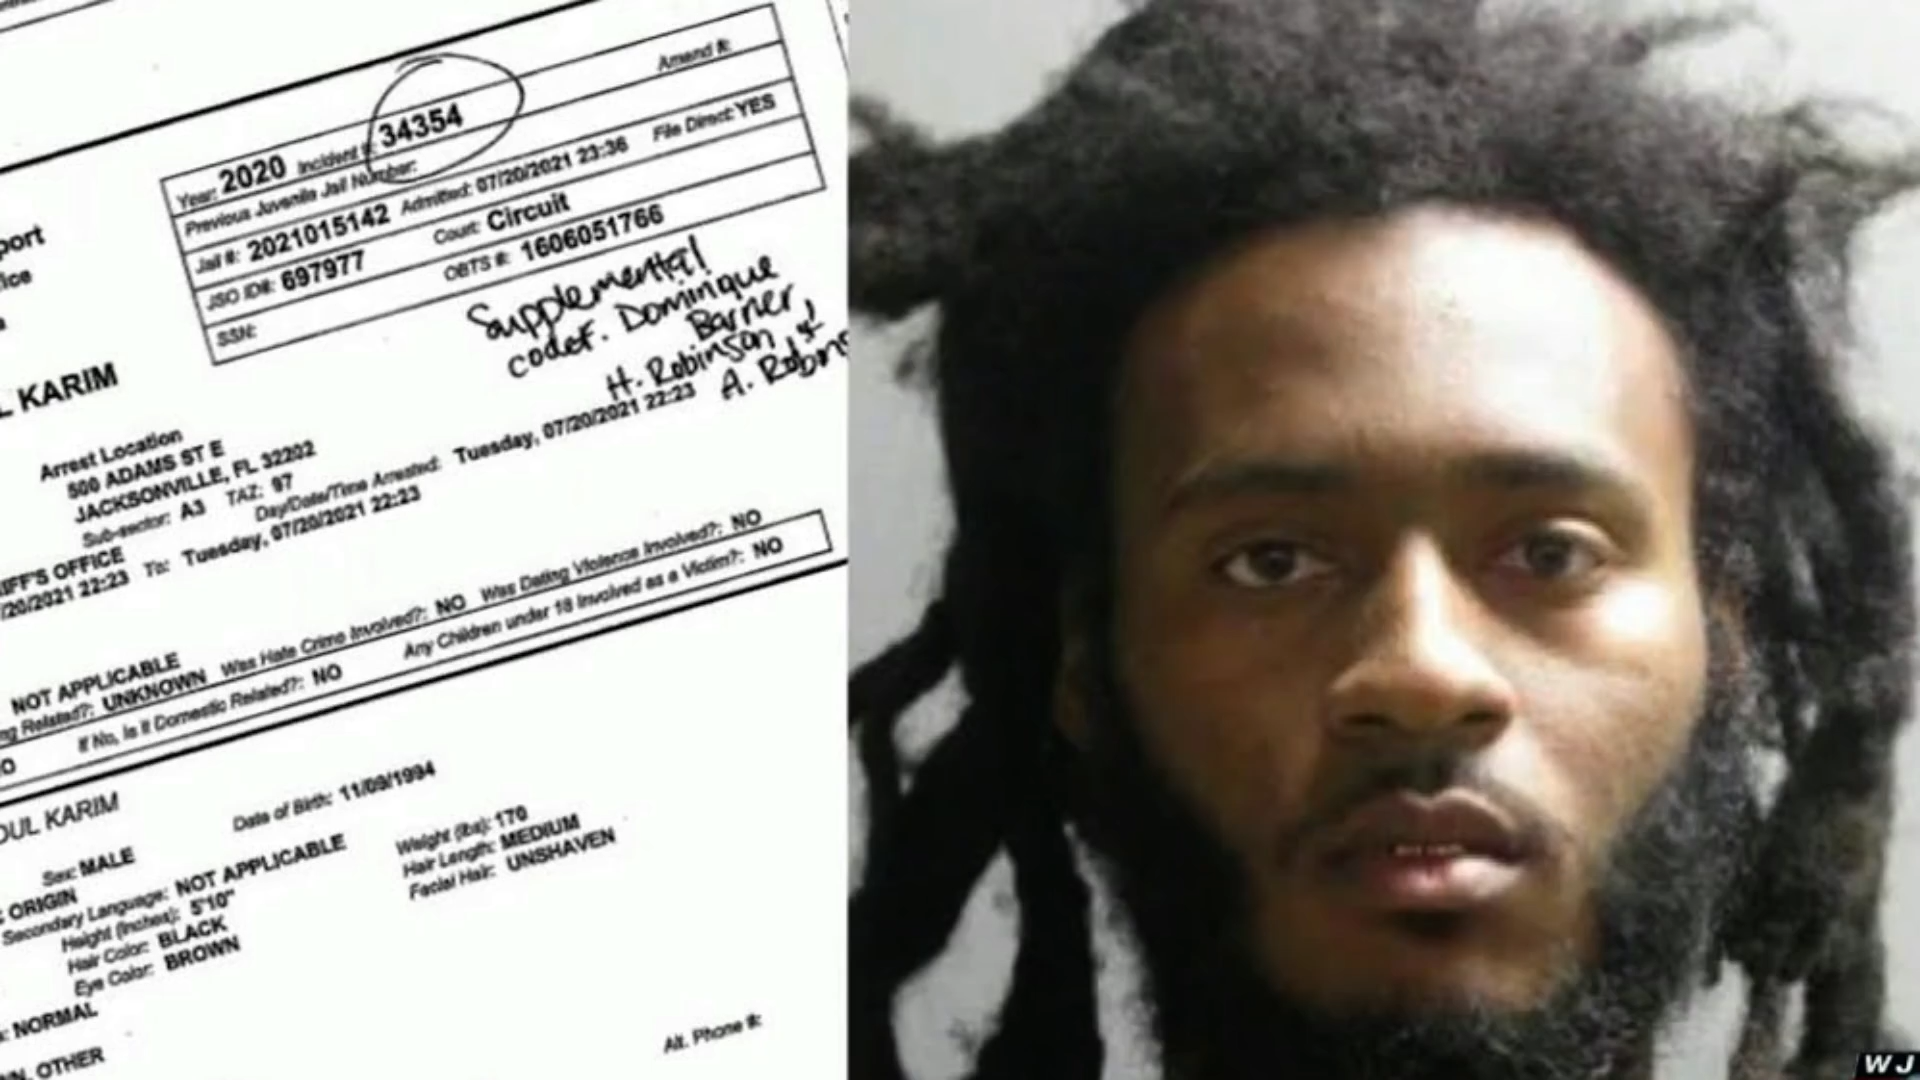 Amend #:
Year: 2020 Incident #: 34354
Previous Juvenile Jail Number:
File Direct: YES
Jail #: 2021015142 Admitted: 07/20/2021 23:36
JSO ID#: 697977 Court: Circuit
SSN: OBTS #: 1606051766
Supplemental
codef. Dominique
Barner
H. Robinson
A. Robins
KARIM
Arrest Location
500 ADAMS ST E
JACKSONVILLE, FL 32202
Sub-sector: A3 TAZ: 97
Day/Date/Time Arrested: Tuesday, 07/20/2021 22:23
IFF'S OFFICE
/20/2021 22:23 To: Tuesday, 07/20/2021 22:23
NOT APPLICABLE
ng Related?: UNKNOWN Was Hate Crime Involved?: NO Was Dating Violence Involved?: NO
If No, Is it Domestic Related?: NO Any Children under 18 Involved as a Victim?: NO
DUL KARIM
Date of Birth: 11/09/1994
Sex: MALE
ORIGIN
Secondary Language: NOT APPLICABLE Weight (lbs): 170
Height (Inches): 5'10" Hair Length: MEDIUM
Hair Color: BLACK Facial Hair: UNSHAVEN
Eye Color: BROWN
: NORMAL
Alt. Phone #:
, OTHER
WJ